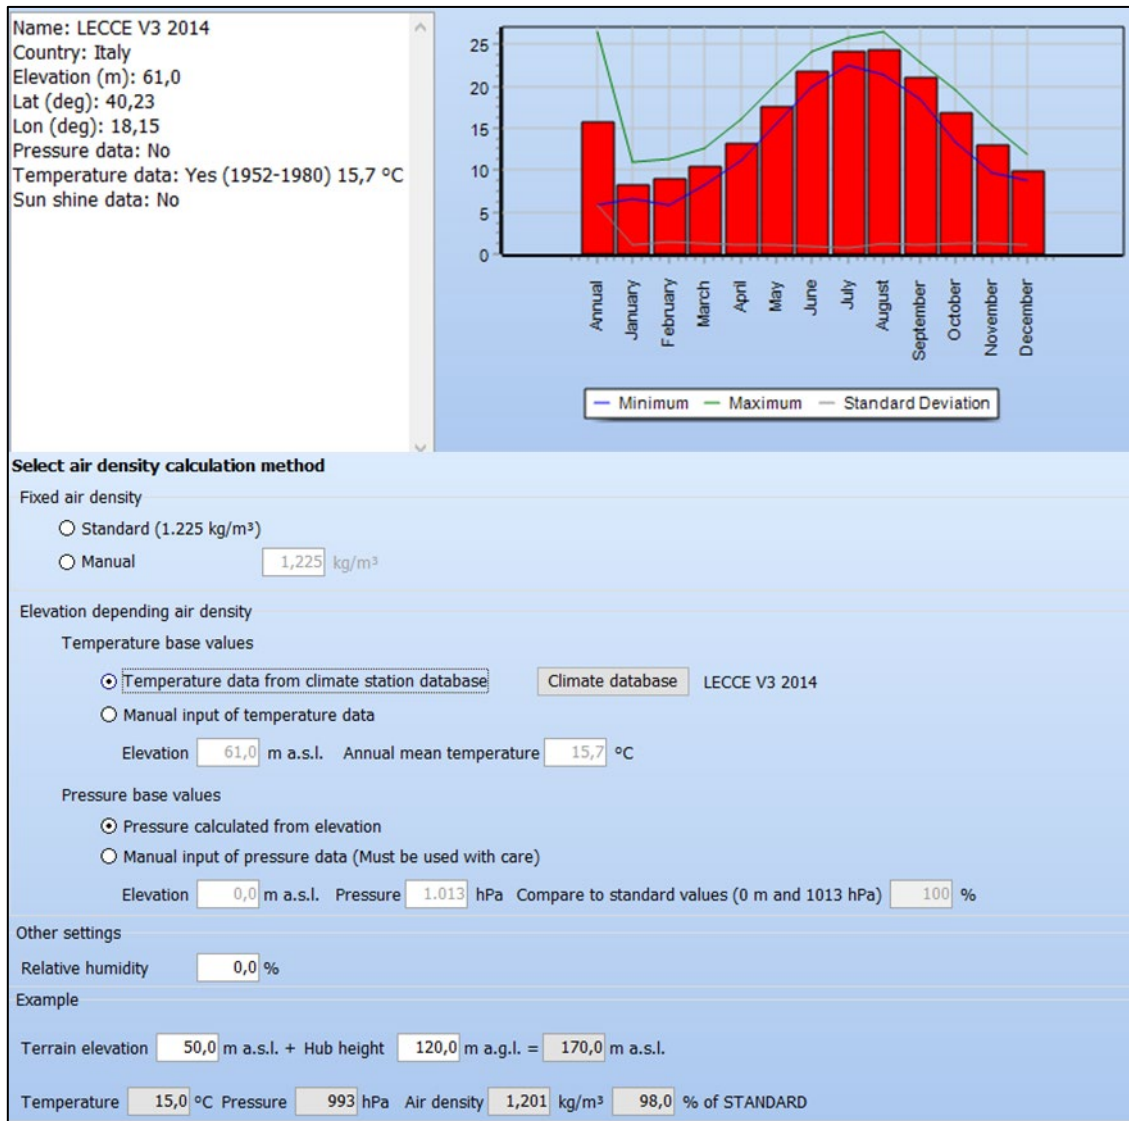 Name: LECCE V3 2014
Country: Italy
Elevation (m): 61,0
Lat (deg): 40,23
Lon (deg): 18,15
Pressure data: No
Temperature data: Yes (1952-1980) 15,7 ºC
Sun shine data: No
25
20
15
10
5
0
Annual
January
February
March
April
May
June
July
August
September
October
November
December
Minimum Maximum Standard Deviation
Select air density calculation method
Fixed air density
Standard (1.225 kg/m³)
Manual 1,225 kg/m³
Elevation depending air density
Temperature base values
Temperature data from climate station database Climate database LECCE V3 2014
Manual input of temperature data
Elevation 61,0 m a.s.l. Annual mean temperature 15,7 ºC
Pressure base values
Pressure calculated from elevation
Manual input of pressure data (Must be used with care)
Elevation 0,0 m a.s.l. Pressure 1.013 hPa Compare to standard values (0 m and 1013 hPa) 100 %
Other settings
Relative humidity 0,0 %
Example
Terrain elevation 50,0 m a.s.l. + Hub height 120,0 m a.g.l. = 170,0 m a.s.l.
Temperature 15,0 ºC Pressure 993 hPa Air density 1,201 kg/m³ 98,0 % of STANDARD